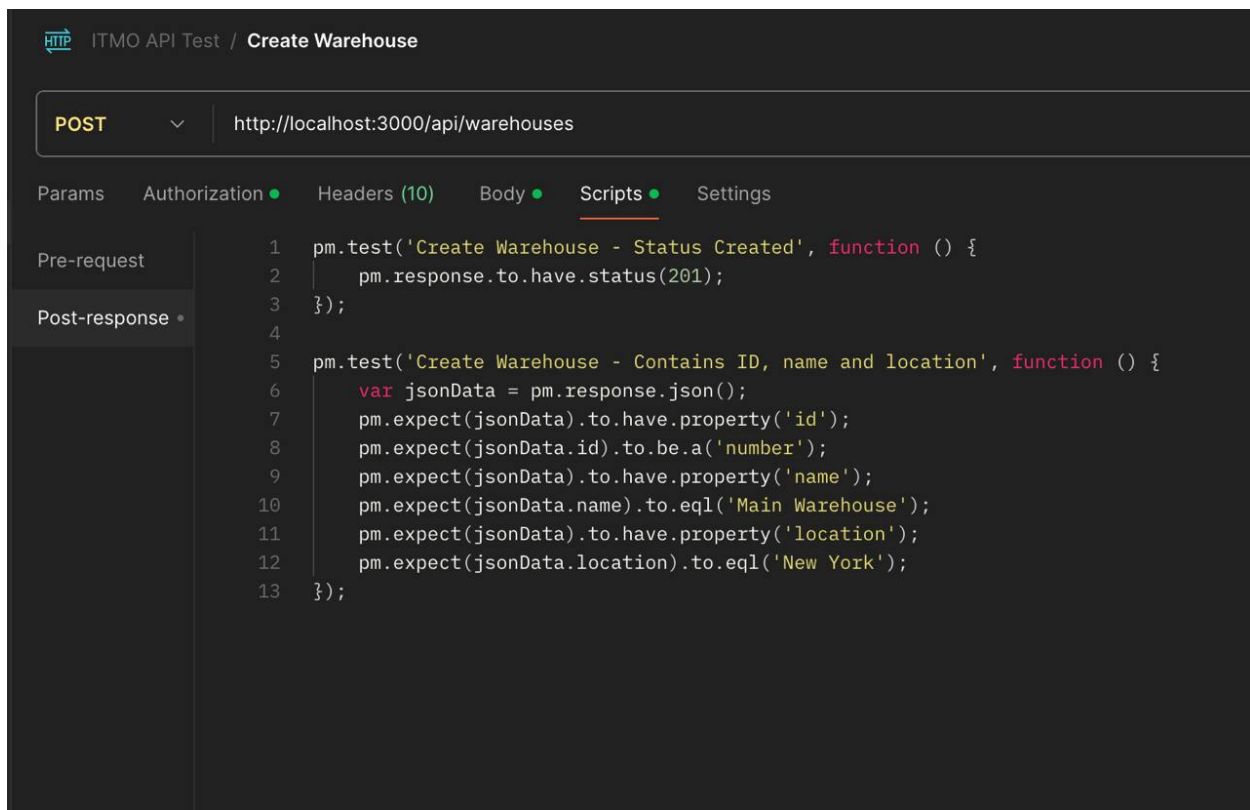 HTTP ITMO API Test / Create Warehouse
POST http://localhost:3000/api/warehouses
Params Authorization Headers (10) Body Scripts Settings
Pre-request
Post-response
1 pm.test('Create Warehouse - Status Created', function () {
2     pm.response.to.have.status(201);
3 });
4
5 pm.test('Create Warehouse - Contains ID, name and location', function () {
6     var jsonData = pm.response.json();
7     pm.expect(jsonData).to.have.property('id');
8     pm.expect(jsonData.id).to.be.a('number');
9     pm.expect(jsonData).to.have.property('name');
10     pm.expect(jsonData.name).to.eql('Main Warehouse');
11     pm.expect(jsonData).to.have.property('location');
12     pm.expect(jsonData.location).to.eql('New York');
13 });